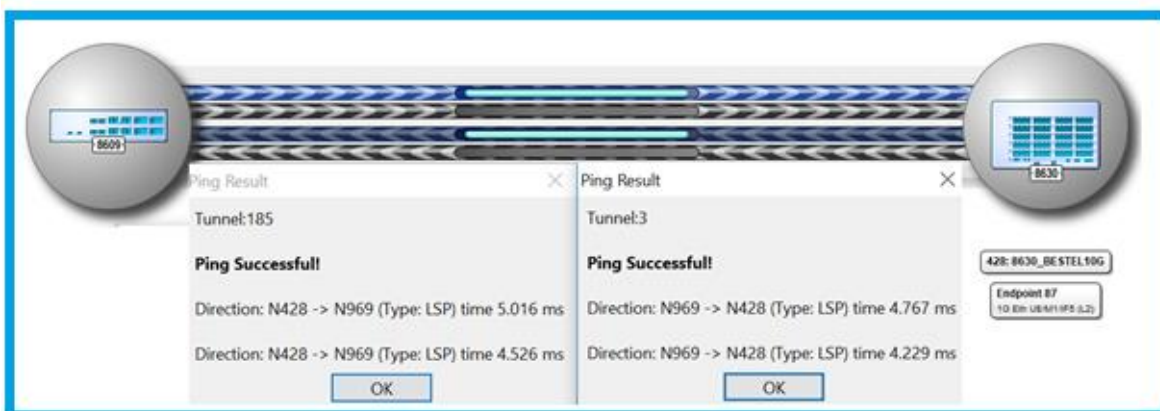 8609
8630
Ping Result
Tunnel:185
Ping Successful!
Direction: N428 -> N969 (Type: LSP) time 5.016 ms
Direction: N428 -> N969 (Type: LSP) time 4.526 ms
OK
Ping Result
Tunnel:3
Ping Successful!
Direction: N969 -> N428 (Type: LSP) time 4.767 ms
Direction: N969 -> N428 (Type: LSP) time 4.229 ms
OK
428: 8630_BESTEL10G
Endpoint 87
1G Eth